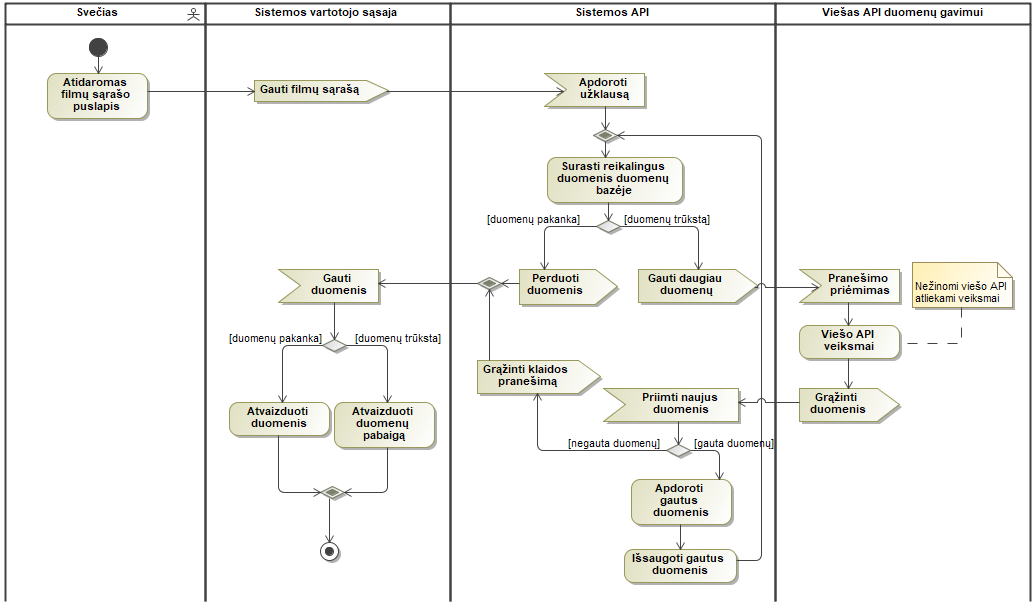 Svečias
Sistemos vartotojo sąsaja
Sistemos API
Viešas API duomenų gavimui
Atidaromas
filmų sąrašo
puslapis
Gauti filmų sąrašą
Apdoroti
užklausą
Surasti reikalingus
duomenis duomenų
bazėje
[duomenų pakanka]
[duomenų trūkstą]
Gauti
duomenis
Perduoti
duomenis
Gauti daugiau
duomenų
Pranešimo
priėmimas
Nežinomi viešo API
atliekami veiksmai
Viešo API
veiksmai
[duomenų pakanka]
[duomenų trūksta]
Grąžinti klaidos
pranešimą
Priimti naujus
duomenis
Grąžinti
duomenis
Atvaizduoti
duomenis
Atvaizduoti
duomenų
pabaigą
[negauta duomenų]
[gauta duomenų]
Apdoroti
gautus
duomenis
Išsaugoti gautus
duomenis